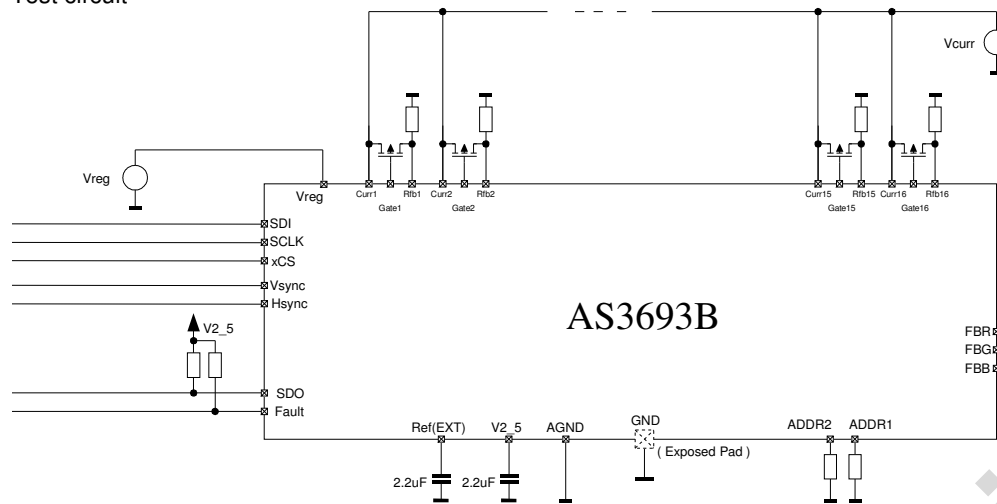 Test circuit
Vcurr
Vreg
Vreg
Curr1
Rfb1
Curr2
Rfb2
Curr15
Rfb15
Curr16
Rfb16
Gate1
Gate2
Gate15
Gate16
SDI
SCLK
xCS
Vsync
Hsync
AS3693B
V2_5
FBR
FBG
FBB
SDO
Fault
Ref(EXT)
V2_5
AGND
GND
ADDR2
ADDR1
( Exposed Pad )
2.2uF
2.2uF